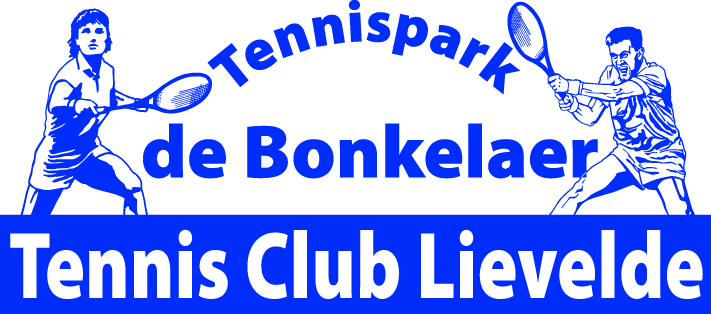 Tennispark
de Bonkelaer
Tennis Club Lievelde